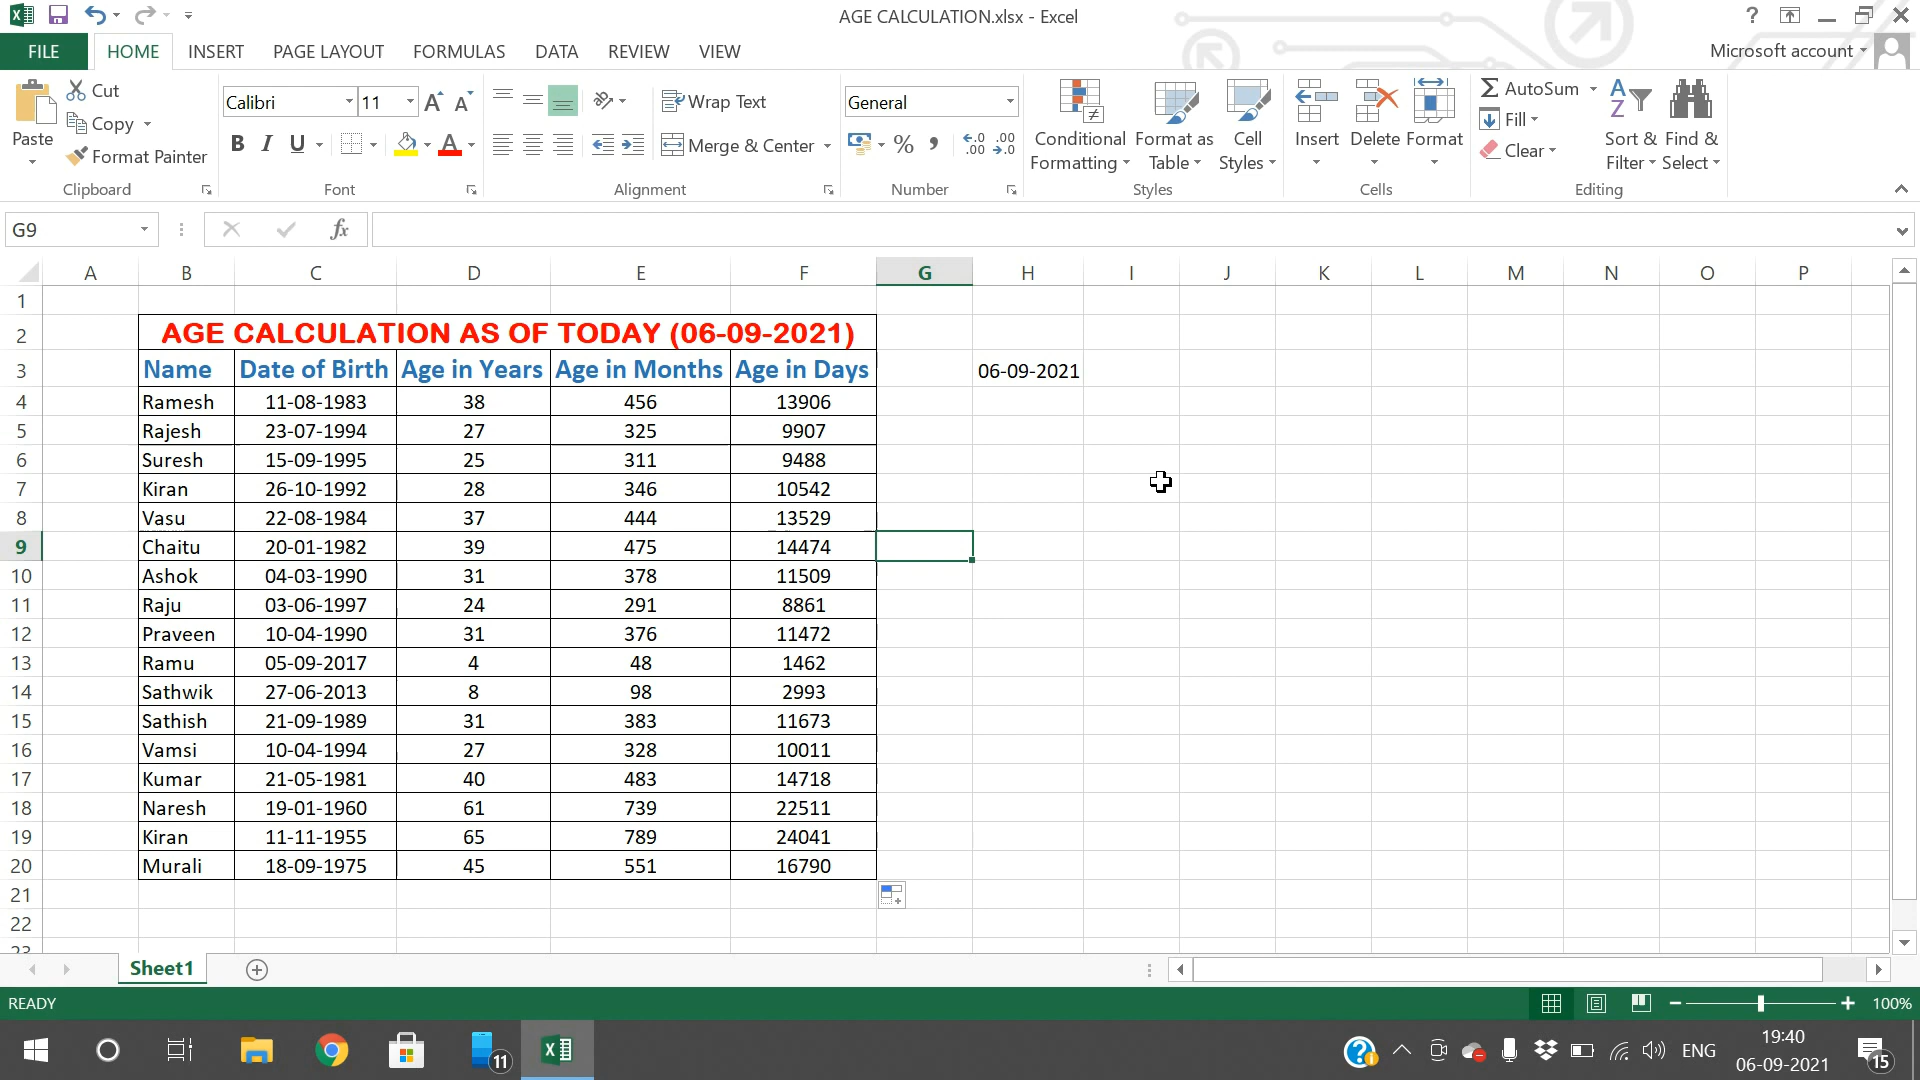 AGE CALCULATION.xlsx - Excel
?
FILE HOME INSERT PAGE LAYOUT FORMULAS DATA REVIEW VIEW Microsoft account
Paste
Cut
Copy
Format Painter
Clipboard
Calibri 11
B I U
Font
Wrap Text
Merge & Center
Alignment
General
%
Number
Conditional Formatting
Format as Table
Cell Styles
Styles
Insert Delete Format
Cells
AutoSum
Fill
Clear
Sort & Filter
Find & Select
Editing
G9 fx
A B C D E F G H I J K L M N O P
1
2 AGE CALCULATION AS OF TODAY (06-09-2021)
3 Name Date of Birth Age in Years Age in Months Age in Days 06-09-2021
4 Ramesh 11-08-1983 38 456 13906
5 Rajesh 23-07-1994 27 325 9907
6 Suresh 15-09-1995 25 311 9488
7 Kiran 26-10-1992 28 346 10542
8 Vasu 22-08-1984 37 444 13529
9 Chaitu 20-01-1982 39 475 14474
10 Ashok 04-03-1990 31 378 11509
11 Raju 03-06-1997 24 291 8861
12 Praveen 10-04-1990 31 376 11472
13 Ramu 05-09-2017 4 48 1462
14 Sathwik 27-06-2013 8 98 2993
15 Sathish 21-09-1989 31 383 11673
16 Vamsi 10-04-1994 27 328 10011
17 Kumar 21-05-1981 40 483 14718
18 Naresh 19-01-1960 61 739 22511
19 Kiran 11-11-1955 65 789 24041
20 Murali 18-09-1975 45 551 16790
21
22
23
Sheet1
READY 100%
11 ENG 19:40
06-09-2021 15